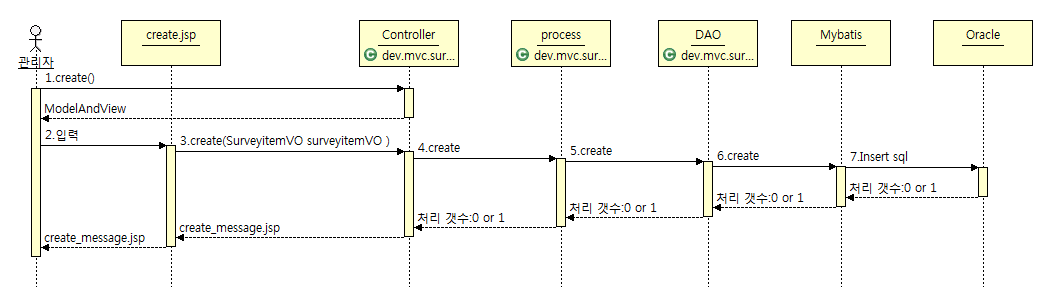 create.jsp
Controller
dev.mvc.sur...
process
dev.mvc.sur...
DAO
dev.mvc.sur...
Mybatis
Oracle
관리자
1.create()
ModelAndView
2.입력
3.create(SurveyitemVO surveyitemVO )
4.create
5.create
6.create
7.Insert sql
처리 갯수:0 or 1
처리 갯수:0 or 1
처리 갯수:0 or 1
처리 갯수:0 or 1
create_message.jsp
create_message.jsp